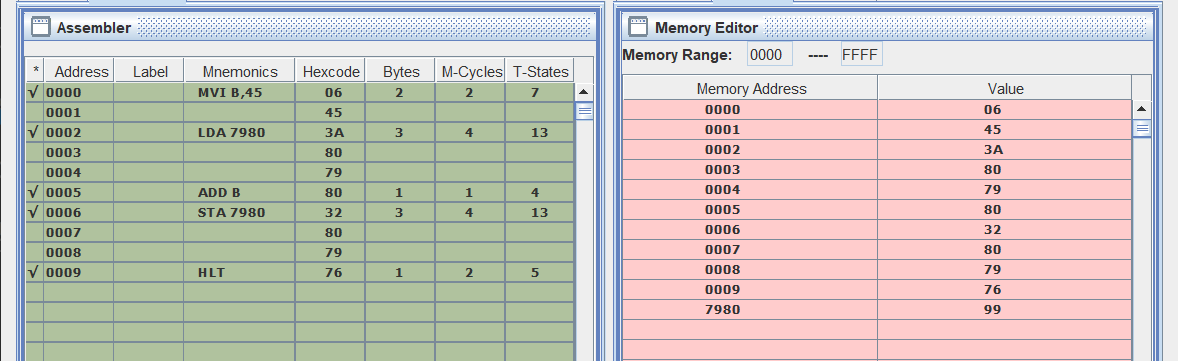 Assembler
* Address Label Mnemonics Hexcode Bytes M-Cycles T-States
√ 0000 MVI B,45 06 2 2 7
0001 45
√ 0002 LDA 7980 3A 3 4 13
0003 80
0004 79
√ 0005 ADD B 80 1 1 4
√ 0006 STA 7980 32 3 4 13
0007 80
0008 79
√ 0009 HLT 76 1 2 5
Memory Editor
Memory Range: 0000 ---- FFFF
Memory Address Value
0000 06
0001 45
0002 3A
0003 80
0004 79
0005 80
0006 32
0007 80
0008 79
0009 76
7980 99